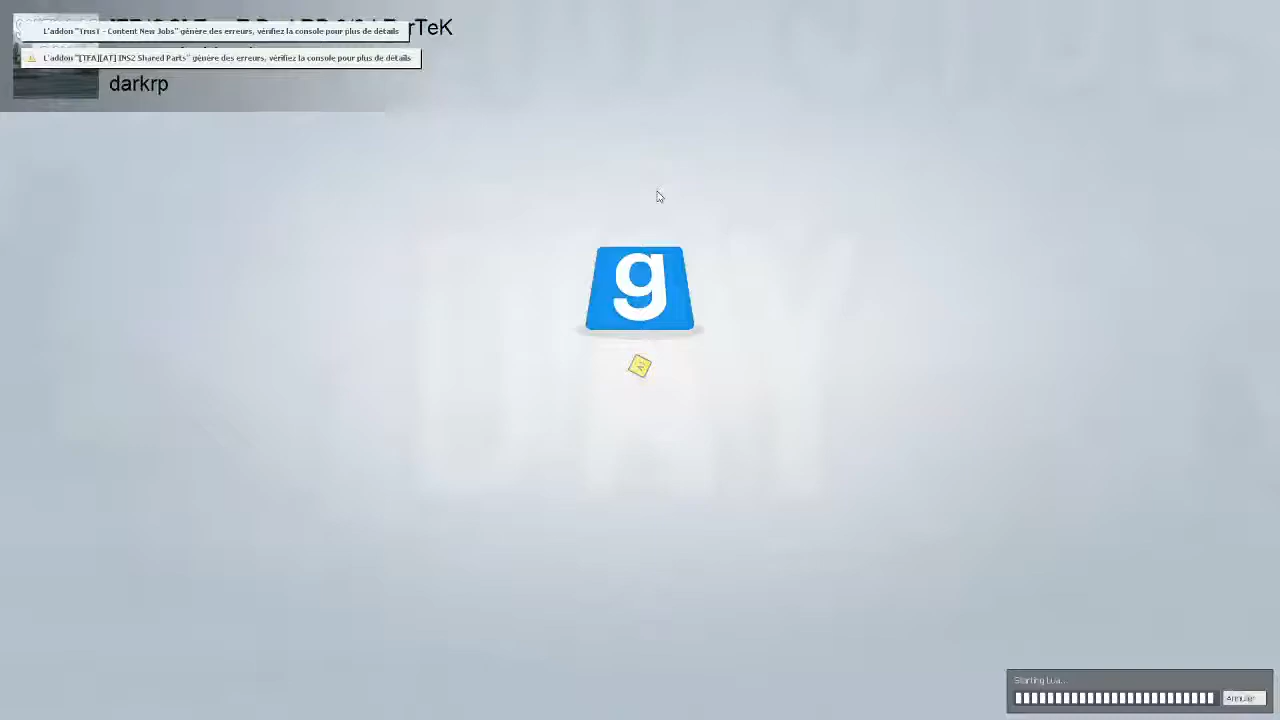 rTeK
L'addon "TrusT - Content New Jobs" génère des erreurs, vérifiez la console pour plus de détails
L'addon "[TFA][AT] INS2 Shared Parts" génère des erreurs, vérifiez la console pour plus de détails
darkrp
g
Starting Lua...
Annuler